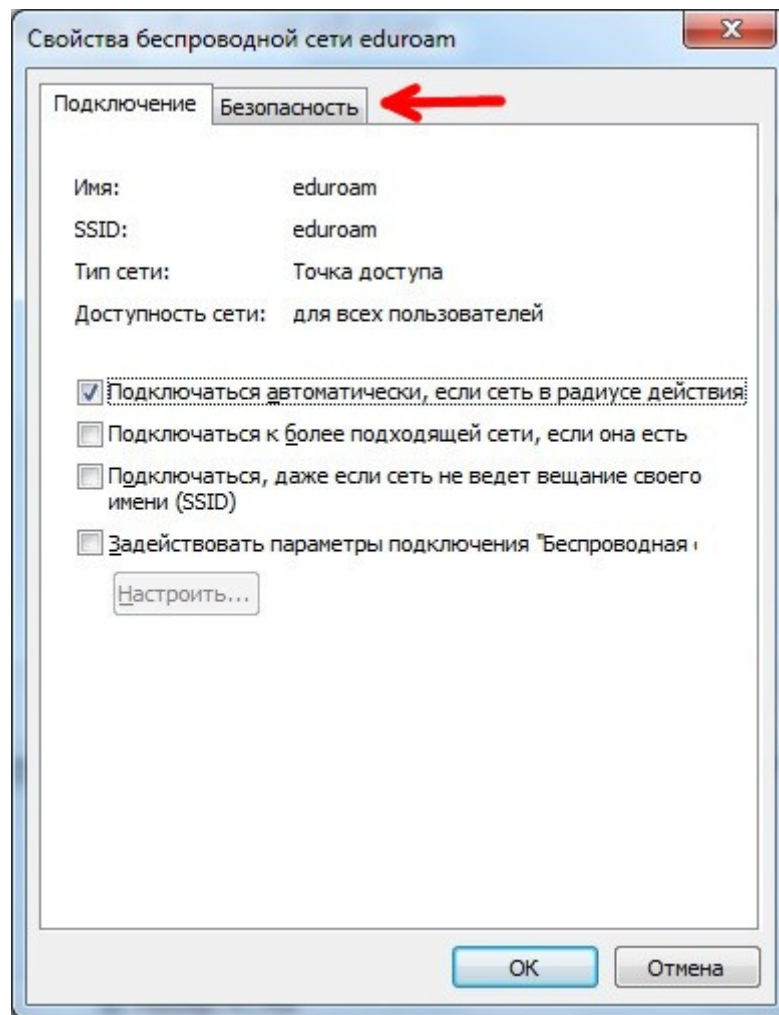 Свойства беспроводной сети eduroam
Подключение Безопасность
Имя: eduroam
SSID: eduroam
Тип сети: Точка доступа
Доступность сети: для всех пользователей
Подключаться автоматически, если сеть в радиусе действия
Подключаться к более подходящей сети, если она есть
Подключаться, даже если сеть не ведет вещание своего
имени (SSID)
Задействовать параметры подключения "Беспроводная
Настроить...
ОК Отмена